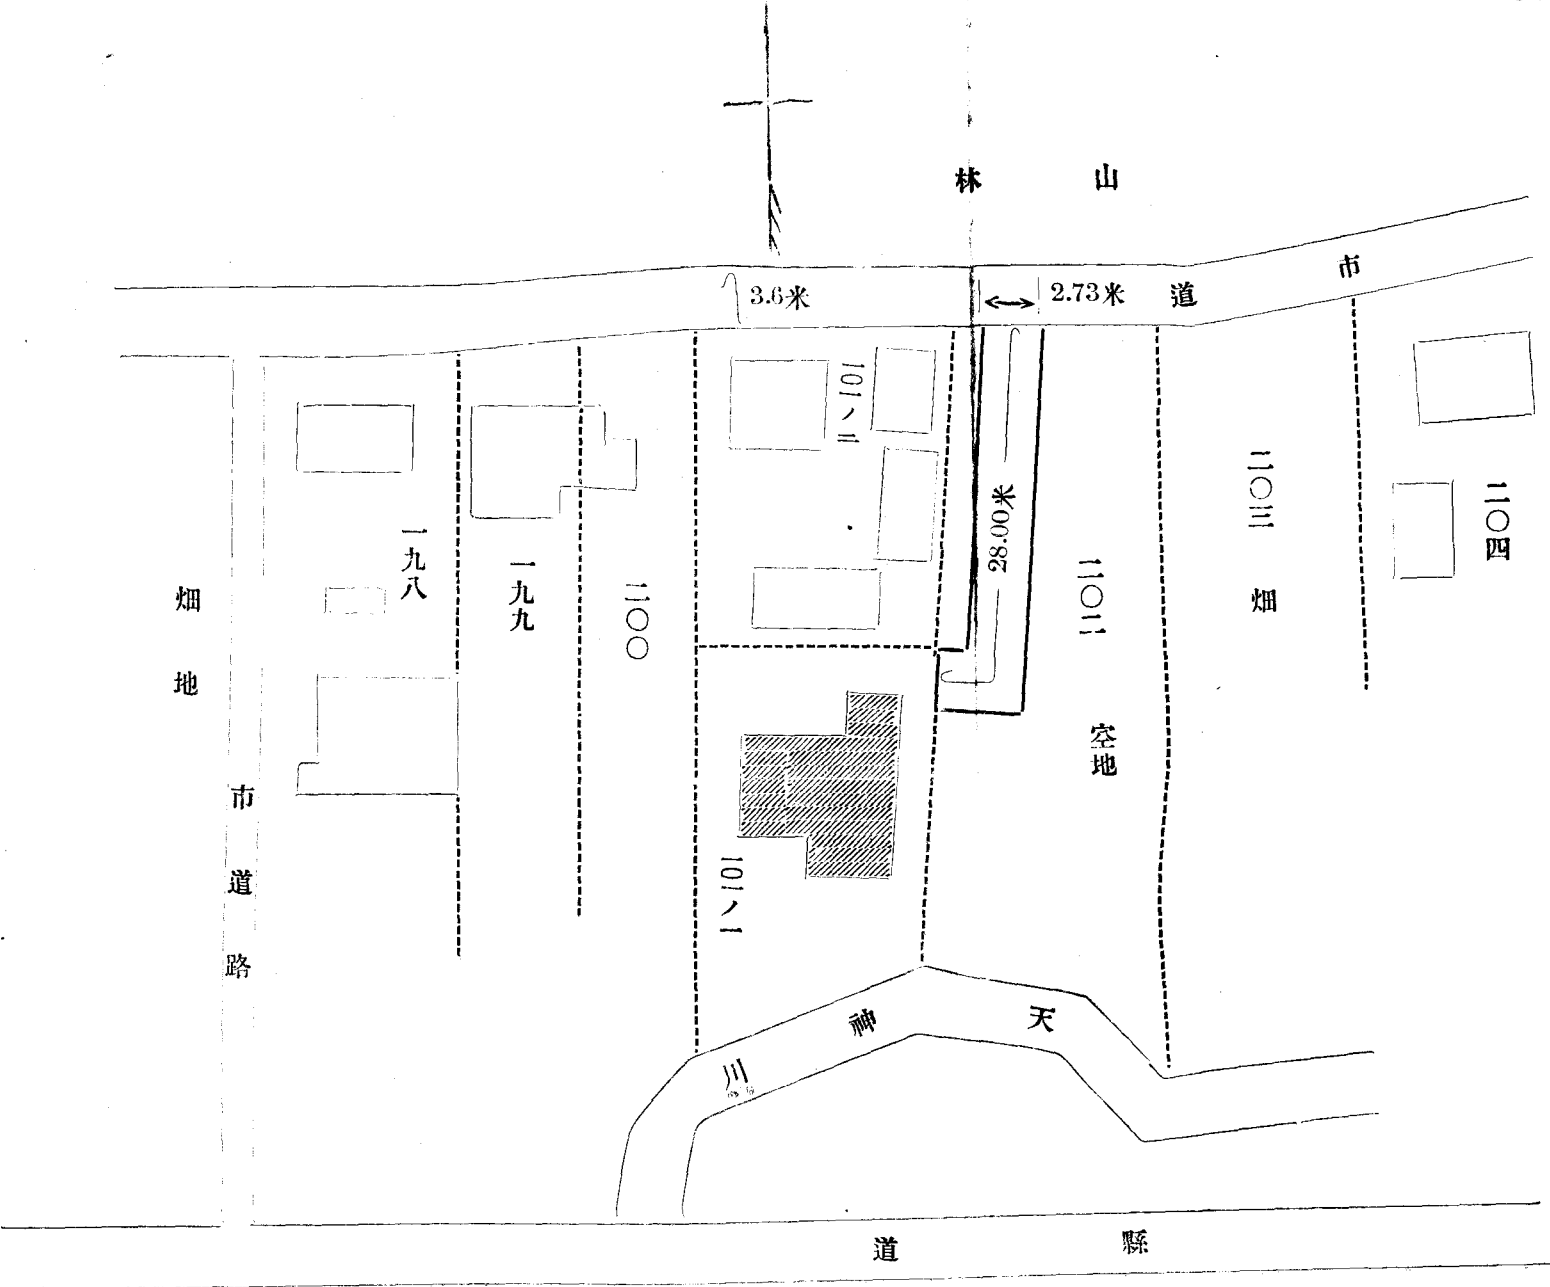 山林
市道
3.6米
2.73米
28.00米
二〇四
二〇三
畑
二〇二
空地
二〇一ノ二
二〇一ノ一
二〇〇
一九九
一九八
畑地
市道路
天神川
縣道